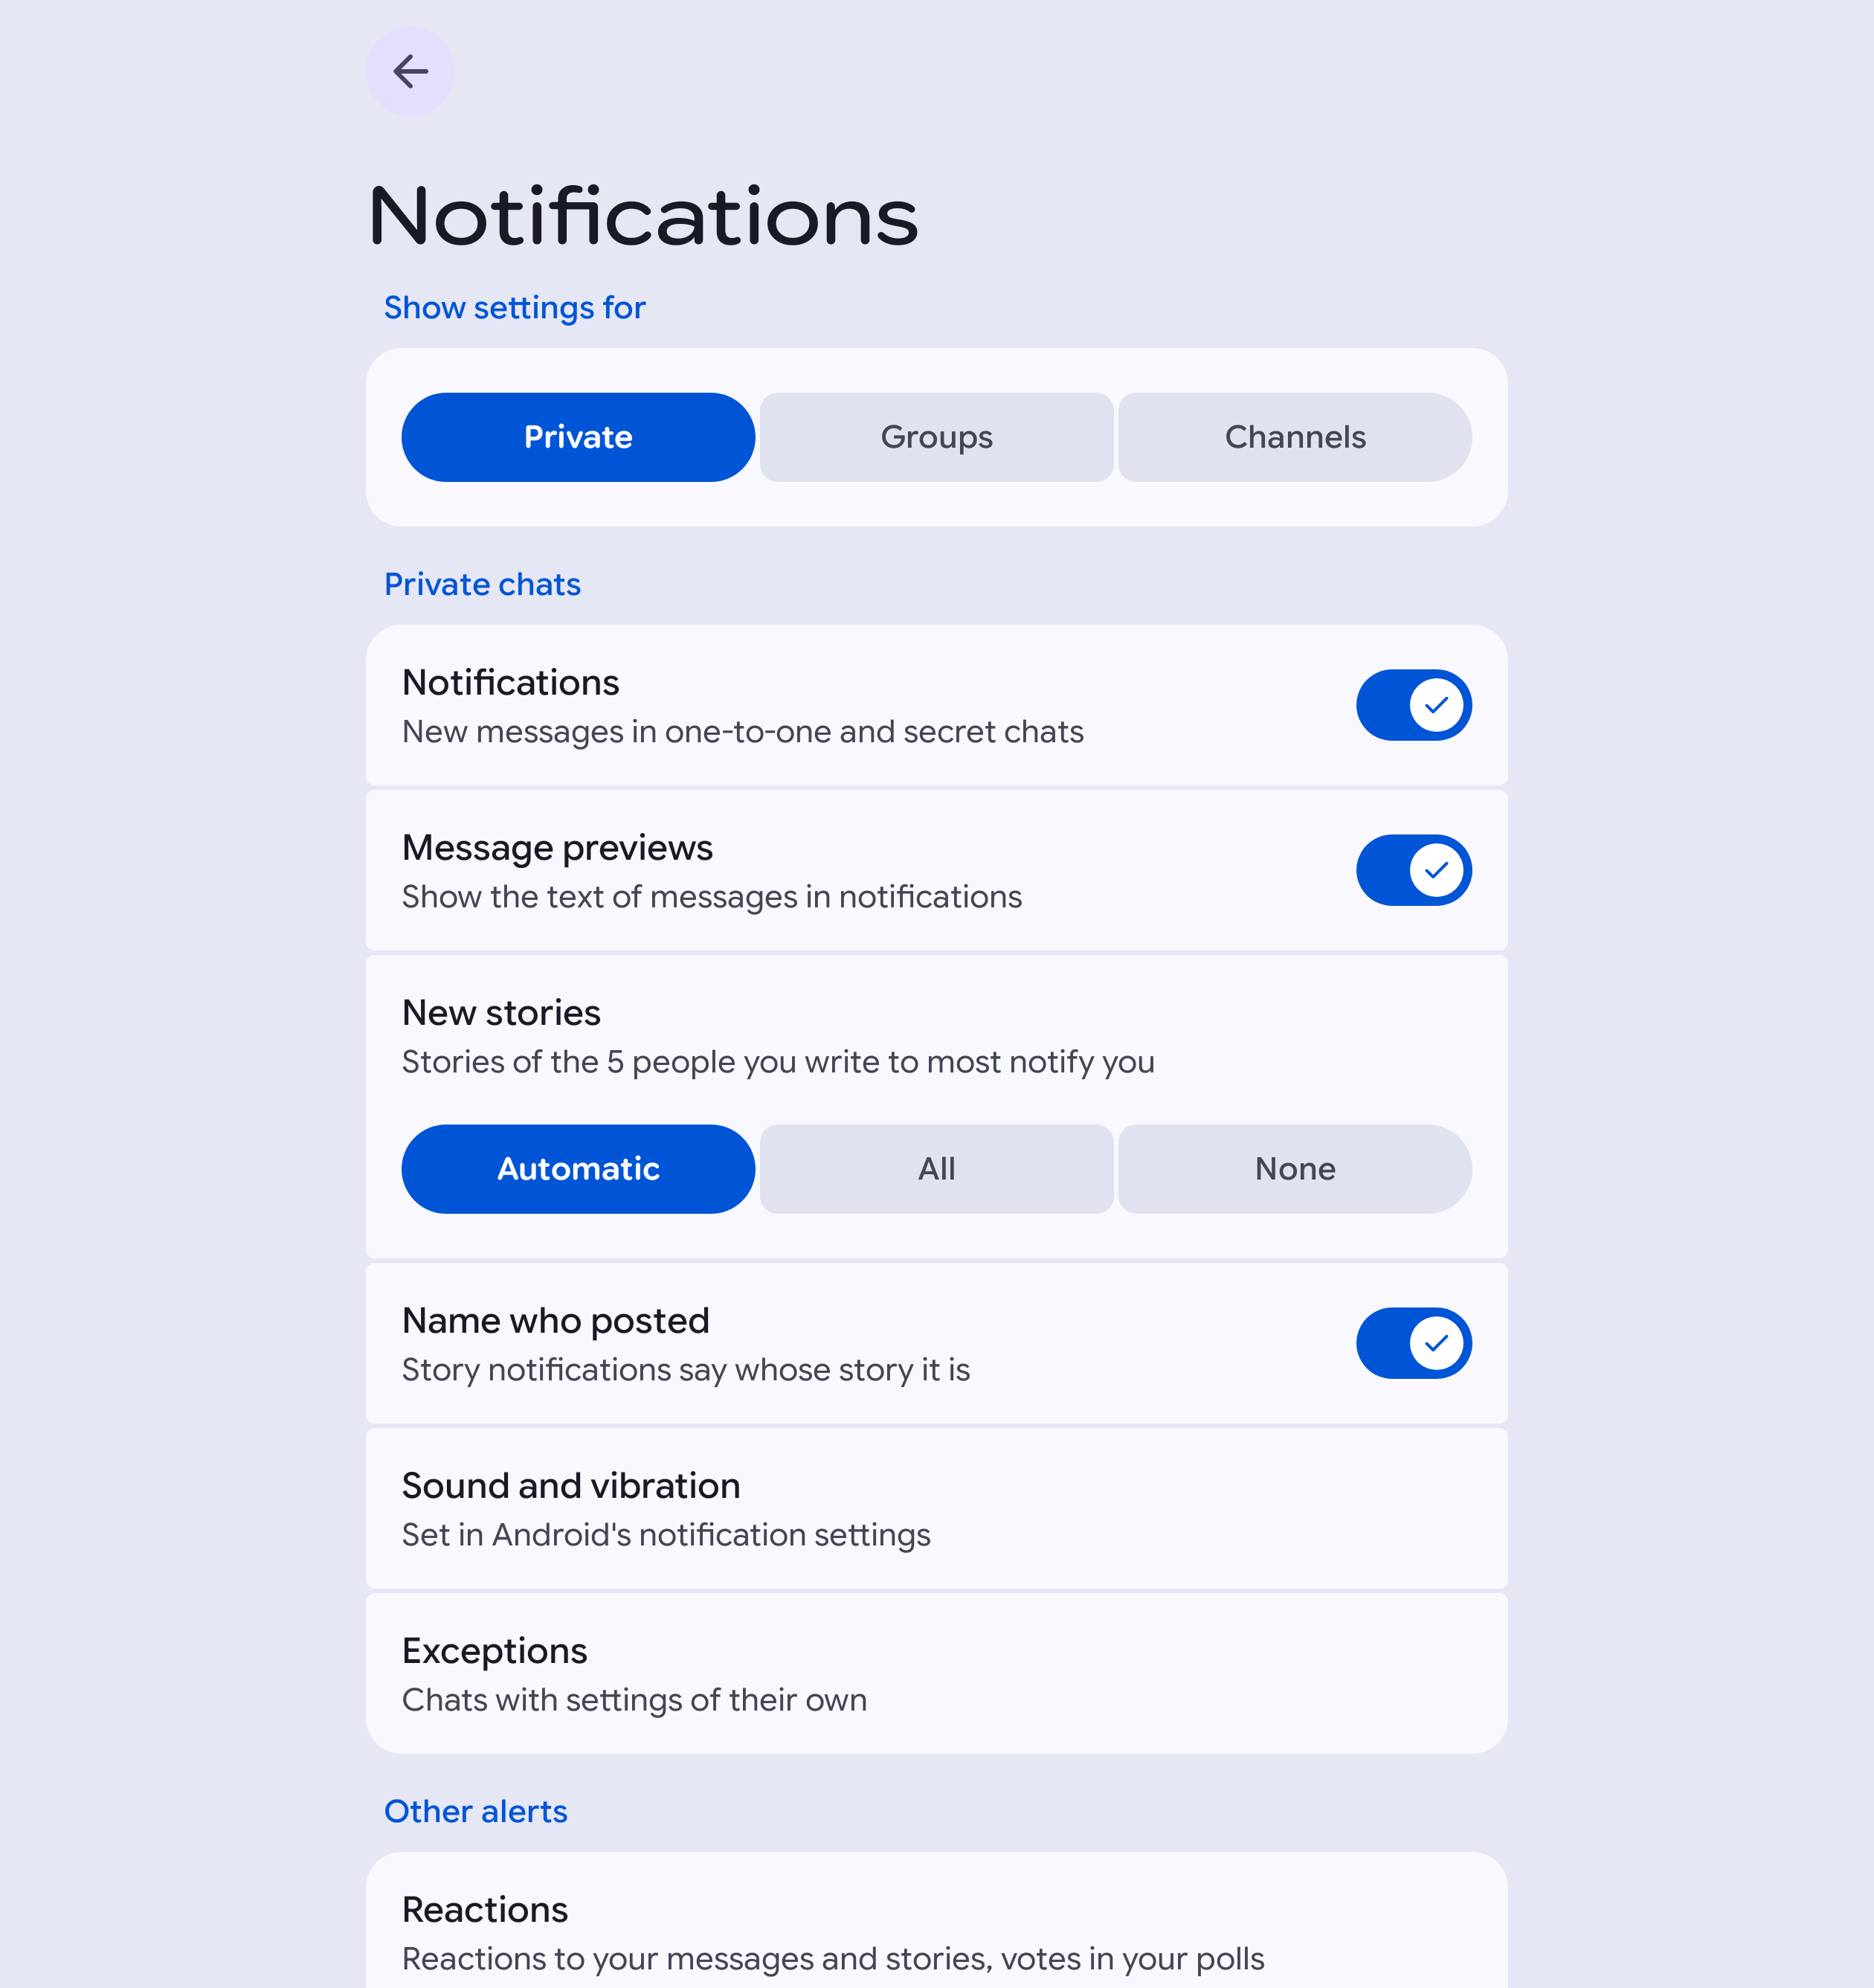 Notifications
Show settings for
Private
Groups
Channels
Private chats
Notifications
New messages in one-to-one and secret chats
Message previews
Show the text of messages in notifications
New stories
Stories of the 5 people you write to most notify you
Automatic
All
None
Name who posted
Story notifications say whose story it is
Sound and vibration
Set in Android's notification settings
Exceptions
Chats with settings of their own
Other alerts
Reactions
Reactions to your messages and stories, votes in your polls